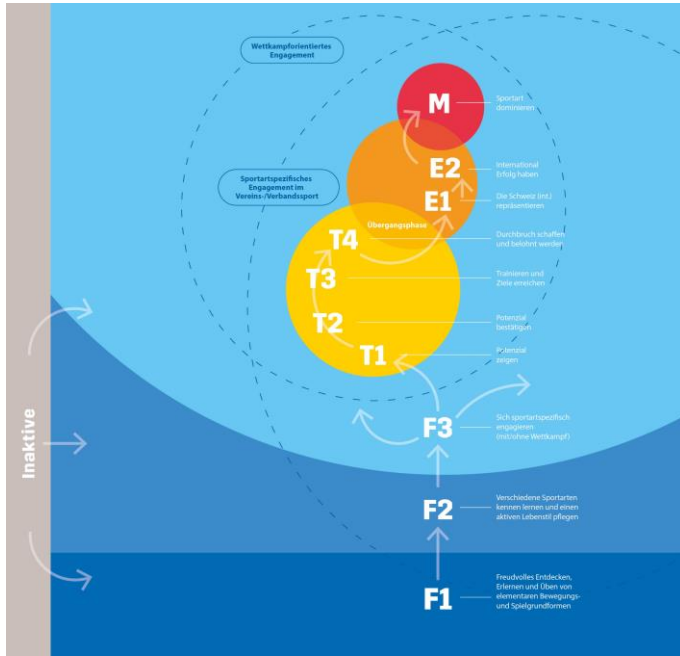 Wettkampforientiertes
Engagement
M
Sportart
dominieren
E2
International
Erfolg haben
Sportartspezifisches
Engagement im
Vereins-/Verbandssport
E1
Die Schweiz (int.)
repräsentieren
Übergangsphase
T4
Durchbruch schaffen
und belohnt werden
T3
Trainieren und
Ziele erreichen
T2
Potenzial
bestätigen
T1
Potenzial
zeigen
Inaktive
F3
Sich sportartspezifisch
engagieren
(mit/ohne Wettkampf)
F2
Verschiedene Sportarten
kennen lernen und einen
aktiven Lebensstil pflegen
F1
Freudvolles Entdecken,
Erlernen und Üben von
elementaren Bewegungs-
und Spielgrundformen